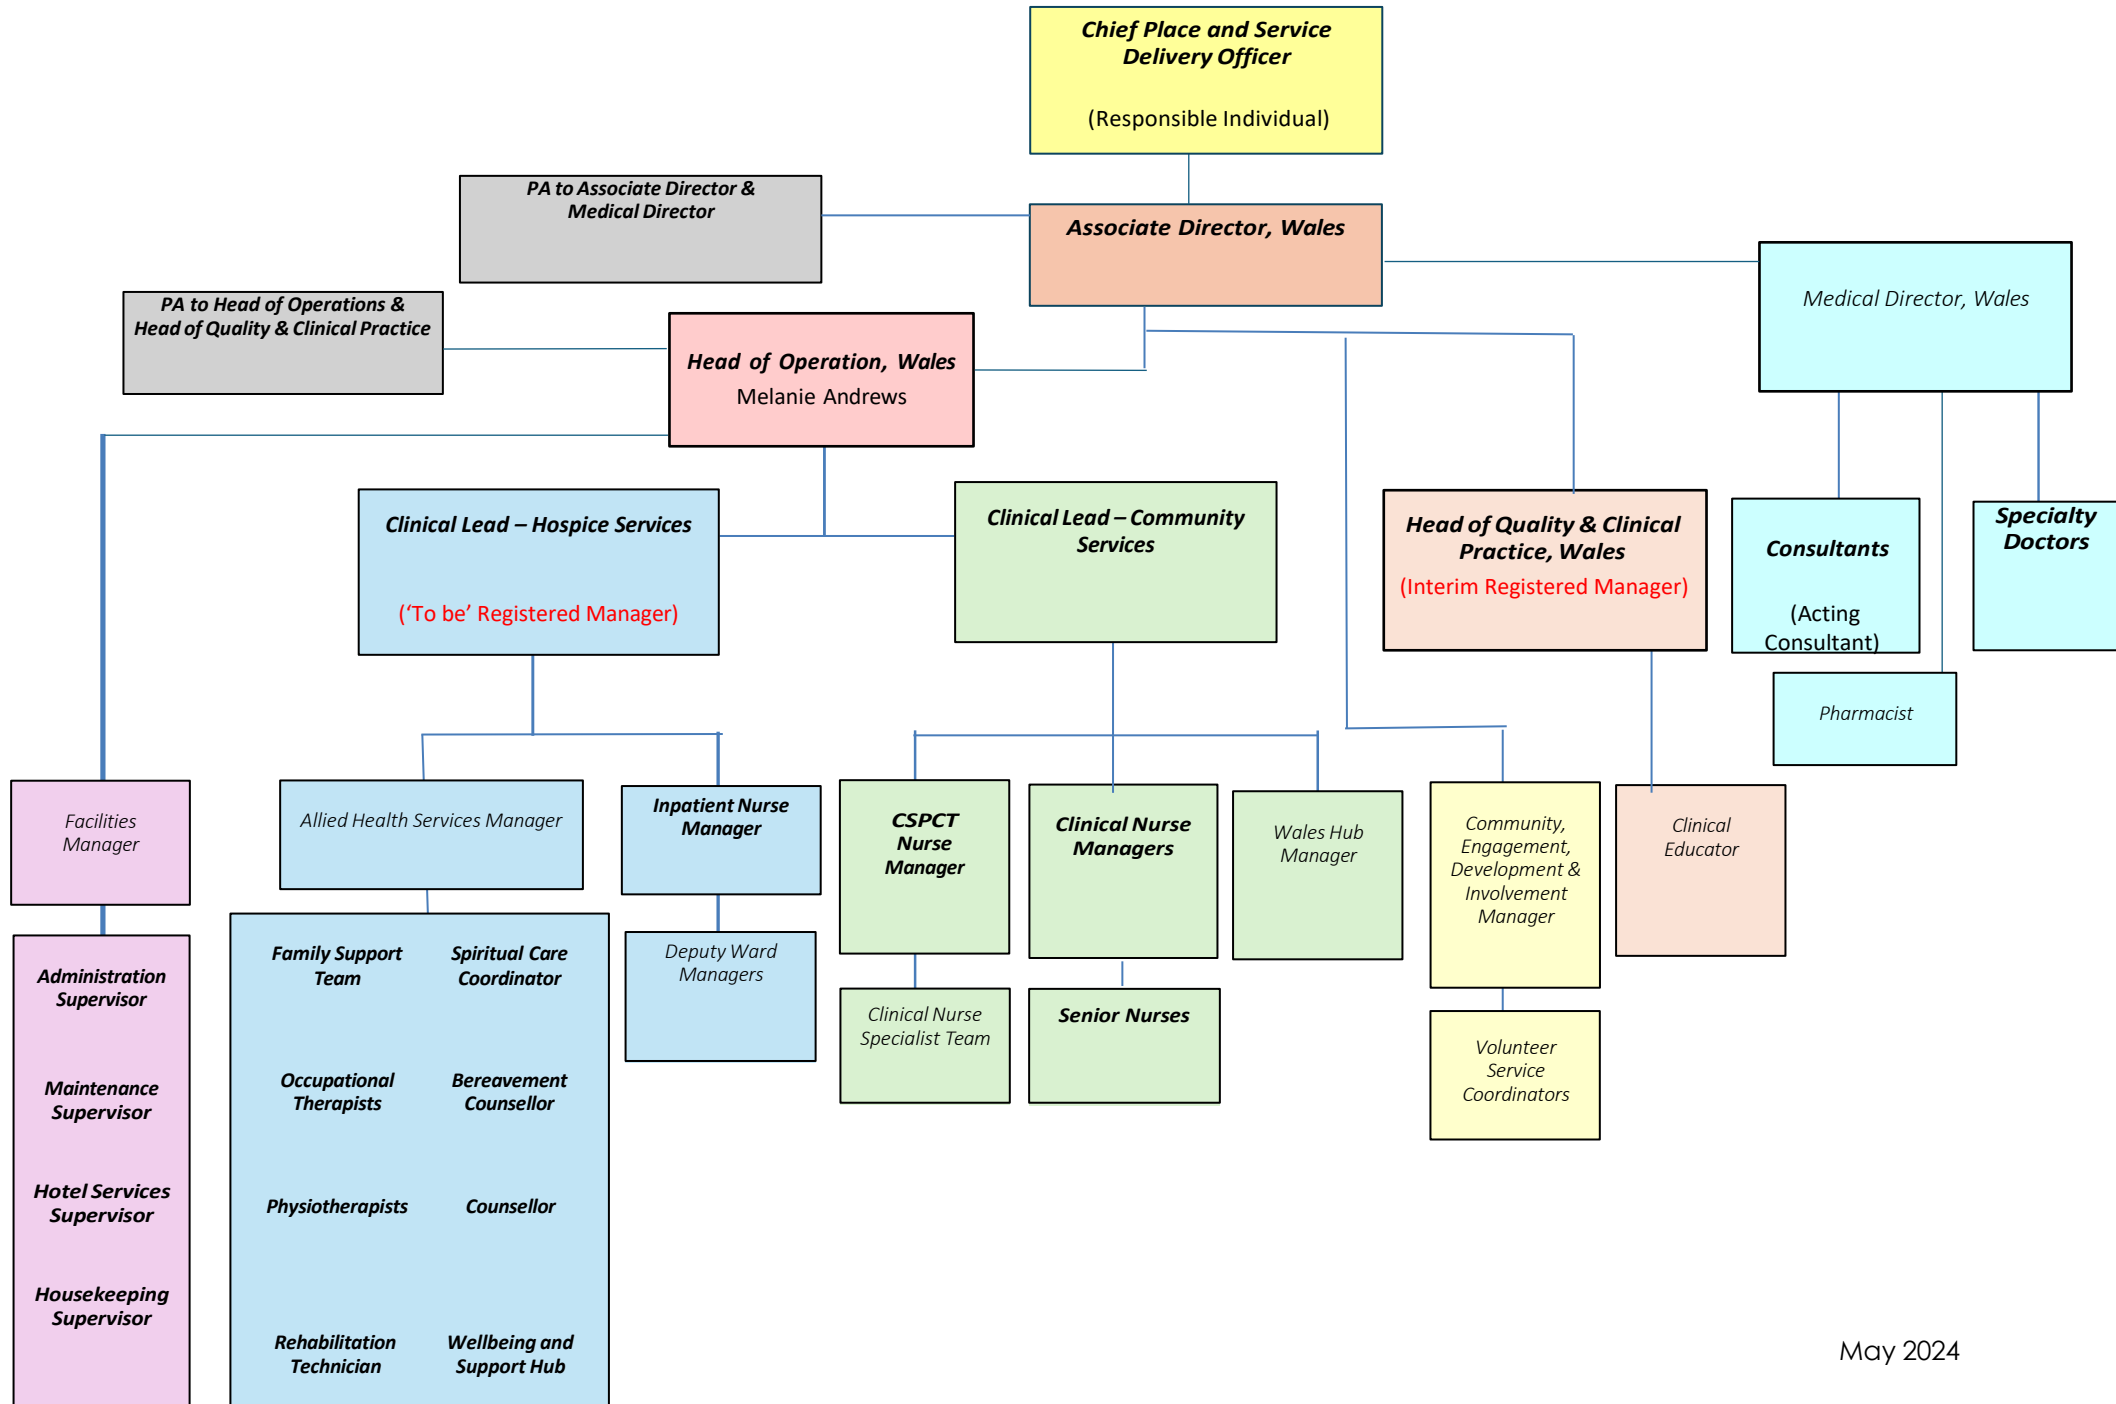 Chief Place and Service
Delivery Officer
(Responsible Individual)
PA to Associate Director &
Medical Director
Associate Director, Wales
Medical Director, Wales
PA to Head of Operations &
Head of Quality & Clinical Practice
Head of Operation, Wales
Melanie Andrews
Clinical Lead – Hospice Services
(‘To be’ Registered Manager)
Clinical Lead – Community
Services
Head of Quality & Clinical
Practice, Wales
(Interim Registered Manager)
Consultants
(Acting
Consultant)
Specialty
Doctors
Pharmacist
Facilities
Manager
Allied Health Services Manager
Inpatient Nurse
Manager
CSPCT
Nurse
Manager
Clinical Nurse
Managers
Wales Hub
Manager
Community,
Engagement,
Development &
Involvement
Manager
Clinical
Educator
Administration
Supervisor
Maintenance
Supervisor
Hotel Services
Supervisor
Housekeeping
Supervisor
Family Support
Team
Spiritual Care
Coordinator
Occupational
Therapists
Bereavement
Counsellor
Physiotherapists
Counsellor
Rehabilitation
Technician
Wellbeing and
Support Hub
Deputy Ward
Managers
Clinical Nurse
Specialist Team
Senior Nurses
Volunteer
Service
Coordinators
May 2024